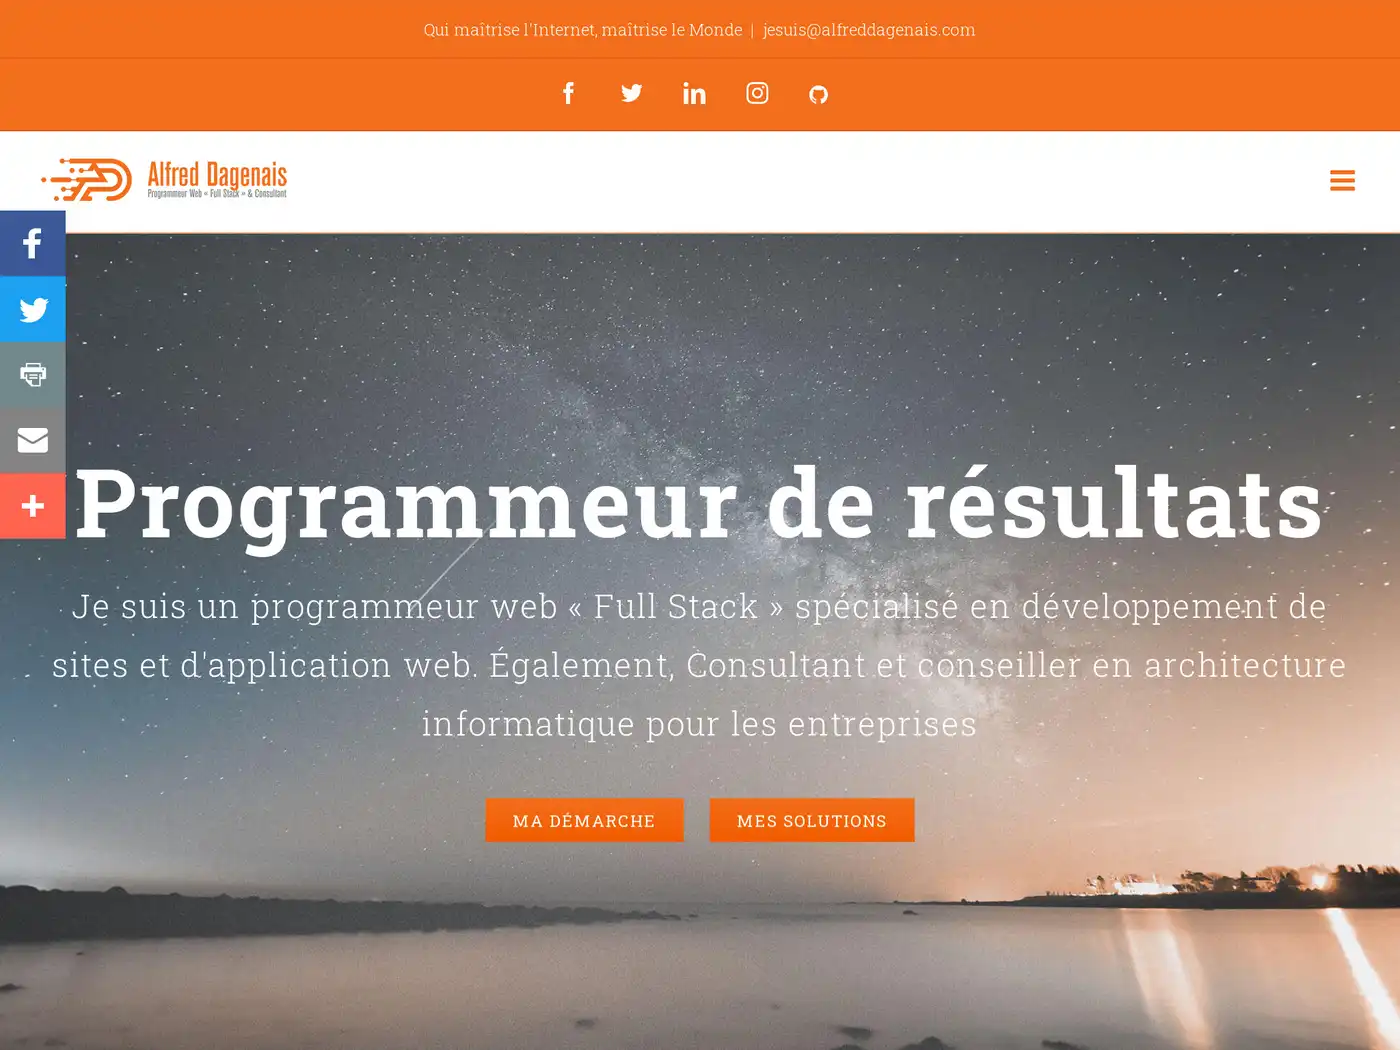 Qui maîtrise l'Internet, maîtrise le Monde | jesuis@alfreddagenais.com
Alfred Dagenais
Programmeur Web « Full Stack » & Consultant
Programmeur de résultats
Je suis un programmeur web « Full Stack » spécialisé en développement de
sites et d'application web. Également, Consultant et conseiller en architecture
informatique pour les entreprises
MA DÉMARCHE
MES SOLUTIONS